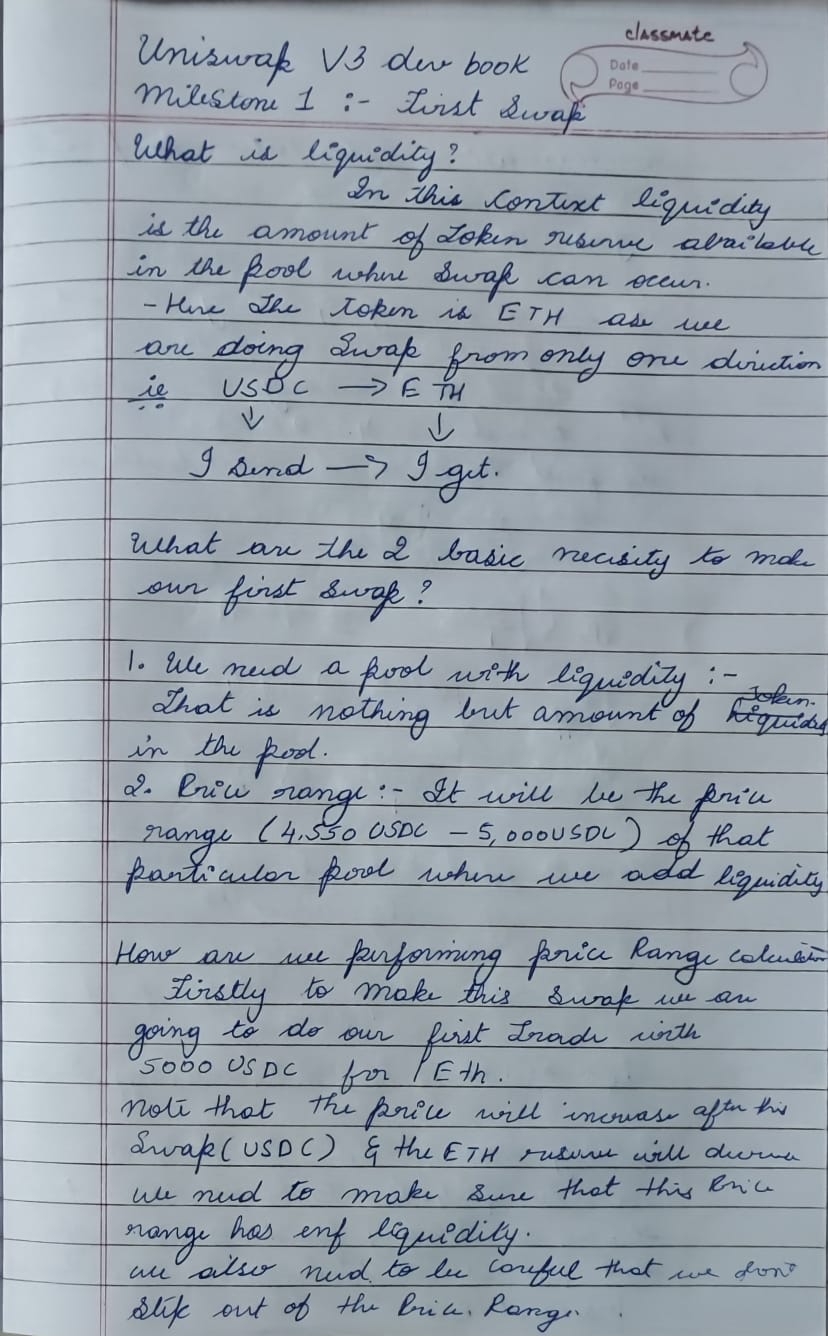 classmate
Date
Page
Uniswap V3 dev book
Milestone 1 :- First Swap
What is liquidity?
In this context liquidity
is the amount of token reserve available
in the pool where swap can occur.
- Here the token is ETH as we
are doing swap from only one direction
ie USDC → ETH
↓ ↓
I send → I get.
What are the 2 basic necisity to make
our first swap?
1. We need a pool with liquidity :-
That is nothing but amount of token
in the pool.
2. Price range :- It will be the price
range (4,550 USDC - 5,000 USDC) of that
particular pool where we add liquidity
How are we performing price Range calculation
Firstly to make this swap we are
going to do our first trade with
5000 USDC for 1 Eth.
Note that the price will increase after this
Swap (USDC) & the ETH reserve will decrease
we need to make sure that this Price
range has enf liquidity.
we also need to be careful that we don't
slip out of the Price Range.